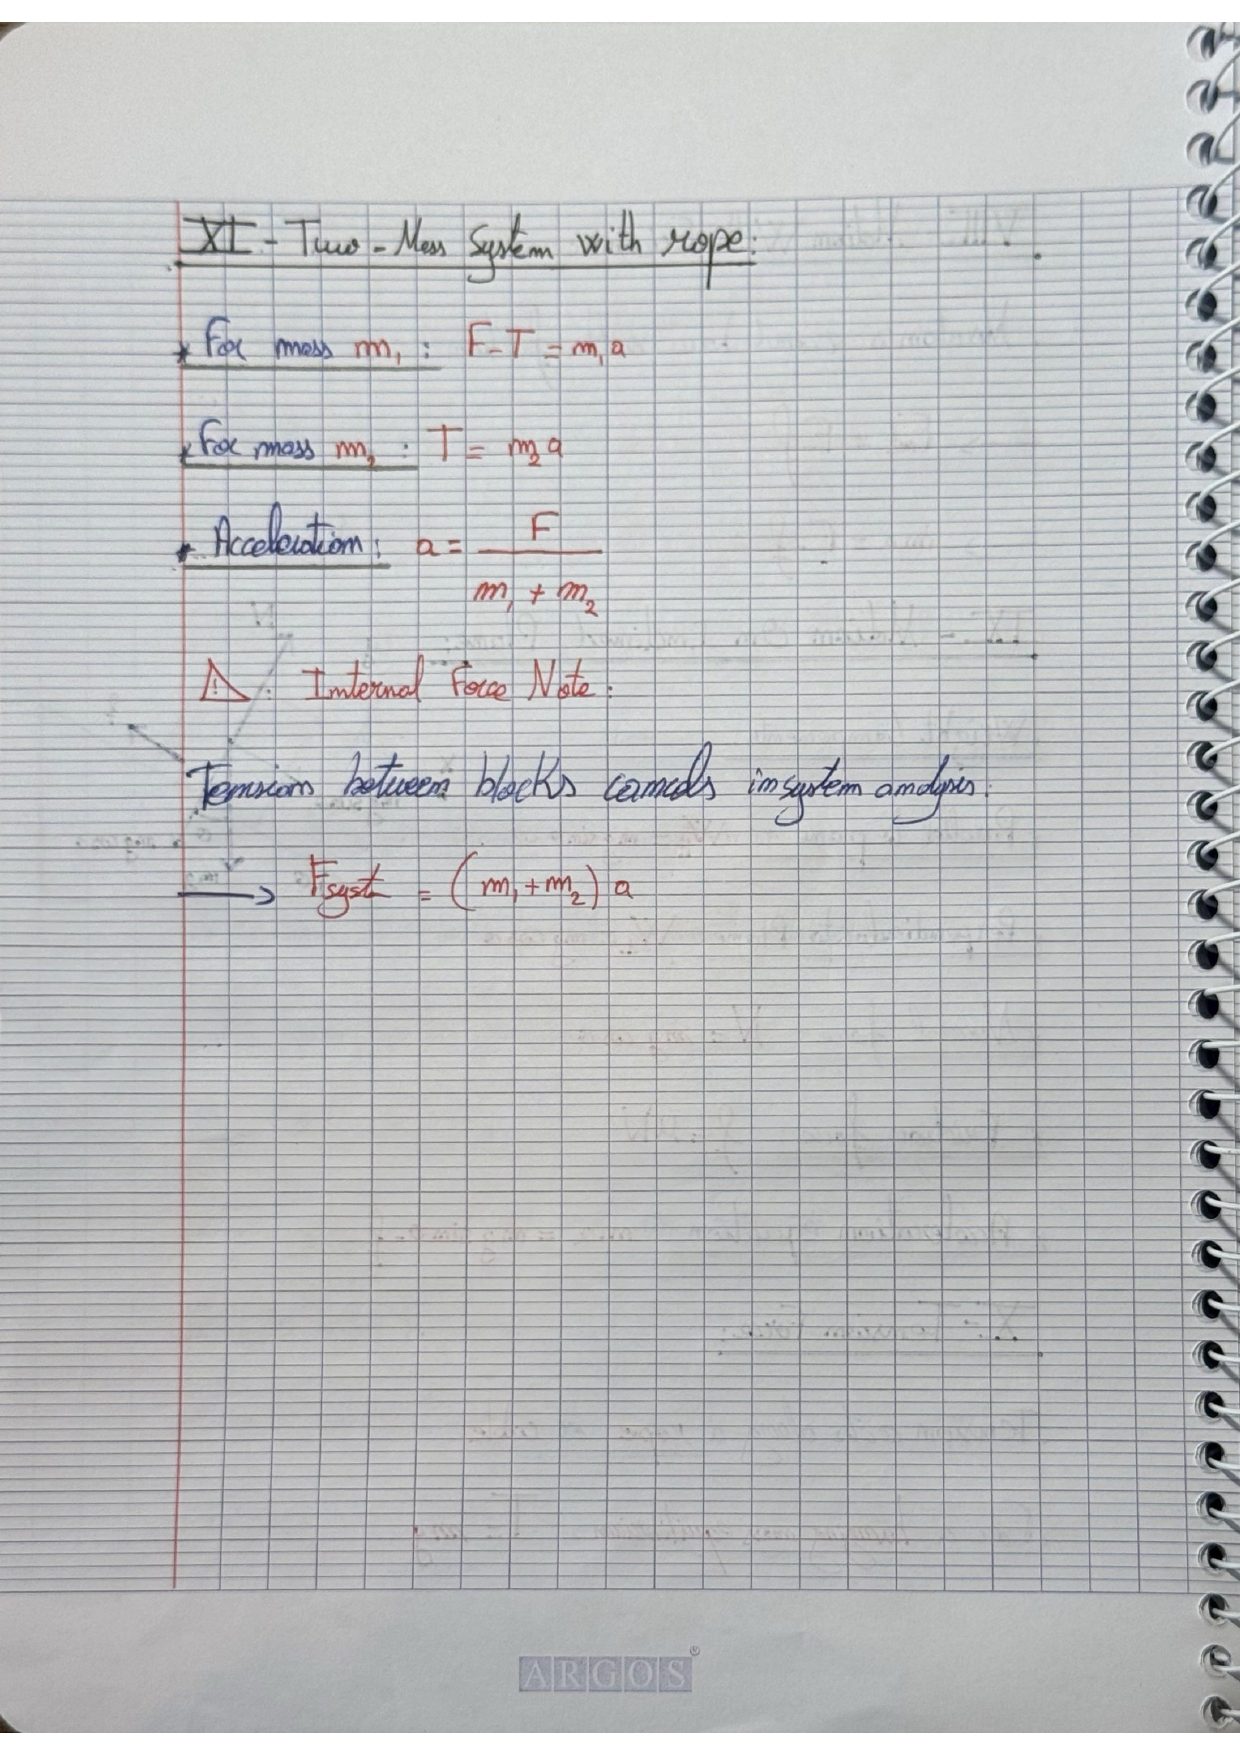 XI - Two-Mass System with rope:
* For mass m₁ : F - T = m₁ a
* For mass m₂ : T = m₂ a
* Acceleration : a = F / (m₁ + m₂)
⚠ : Internal Force Note :
Tension between blocks cancels in system analysis.
→ Fsyst = (m₁ + m₂) a
ARGOS®